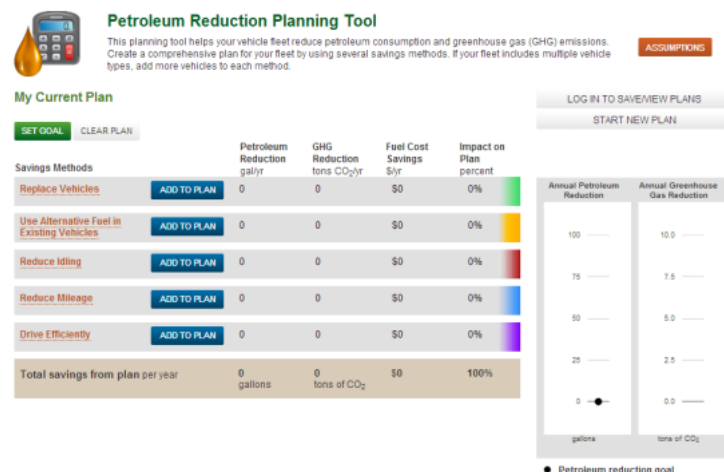 Petroleum Reduction Planning Tool
This planning tool helps your vehicle fleet reduce petroleum consumption and greenhouse gas (GHG) emissions.
Create a comprehensive plan for your fleet by using several savings methods. If your fleet includes multiple vehicle
types, add more vehicles to each method.
ASSUMPTIONS
My Current Plan
LOG IN TO SAVE/VIEW PLANS
START NEW PLAN
SET GOAL CLEAR PLAN
Savings Methods
Petroleum
Reduction
gal/yr
GHG
Reduction
tons CO2/yr
Fuel Cost
Savings
$/yr
Impact on
Plan
percent
Replace Vehicles ADD TO PLAN 0 0 $0 0%
Use Alternative Fuel in
Existing Vehicles ADD TO PLAN 0 0 $0 0%
Reduce Idling ADD TO PLAN 0 0 $0 0%
Reduce Mileage ADD TO PLAN 0 0 $0 0%
Drive Efficiently ADD TO PLAN 0 0 $0 0%
Total savings from plan per year 0 0 $0 100%
gallons tons of CO2
Annual Petroleum
Reduction
100
75
50
25
0
gallons
Annual Greenhouse
Gas Reduction
10.0
7.5
5.0
2.5
0.0
tons of CO2
Petroleum reduction goal